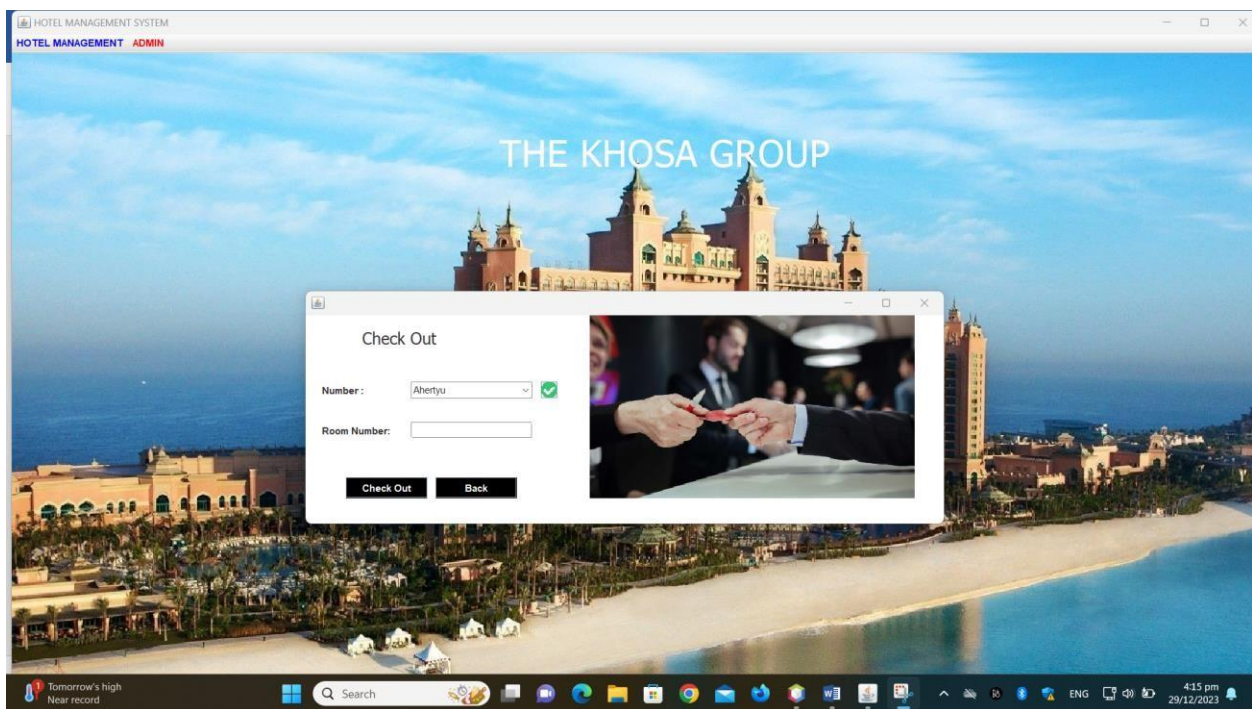 HOTEL MANAGEMENT SYSTEM
HOTEL MANAGEMENT ADMIN
THE KHOSA GROUP
Check Out
Number :
Ahertyu
Room Number:
Check Out
Back
Tomorrow's high
Near record
Search
ENG
4:15 pm
29/12/2023